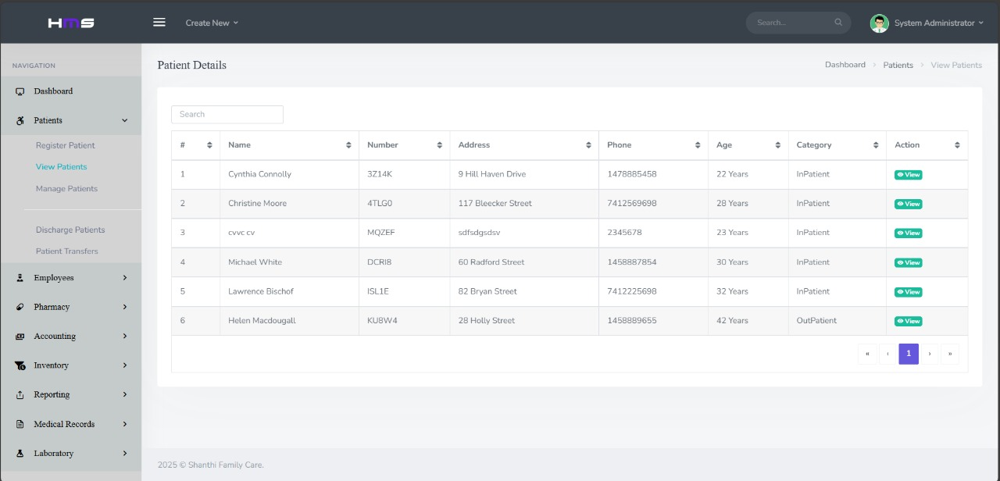 HMS Create New Search... System Administrator
NAVIGATION
Patient Details Dashboard > Patients > View Patients
Dashboard
Patients
Register Patient
View Patients
Manage Patients
Discharge Patients
Patient Transfers
Employees
Pharmacy
Accounting
Inventory
Reporting
Medical Records
Laboratory
Search
# Name Number Address Phone Age Category Action
1 Cynthia Connolly 3Z14K 9 Hill Haven Drive 1478885458 22 Years InPatient View
2 Christine Moore 4TLG0 117 Bleecker Street 7412569698 28 Years InPatient View
3 cvvc cv MQZEF sdfsdgsdsv 2345678 23 Years InPatient View
4 Michael White DCRI8 60 Radford Street 1458887854 30 Years InPatient View
5 Lawrence Bischof ISL1E 82 Bryan Street 7412225698 32 Years InPatient View
6 Helen Macdougall KU8W4 28 Holly Street 1458889655 42 Years OutPatient View
« ‹ 1 › »
2025 © Shanthi Family Care.